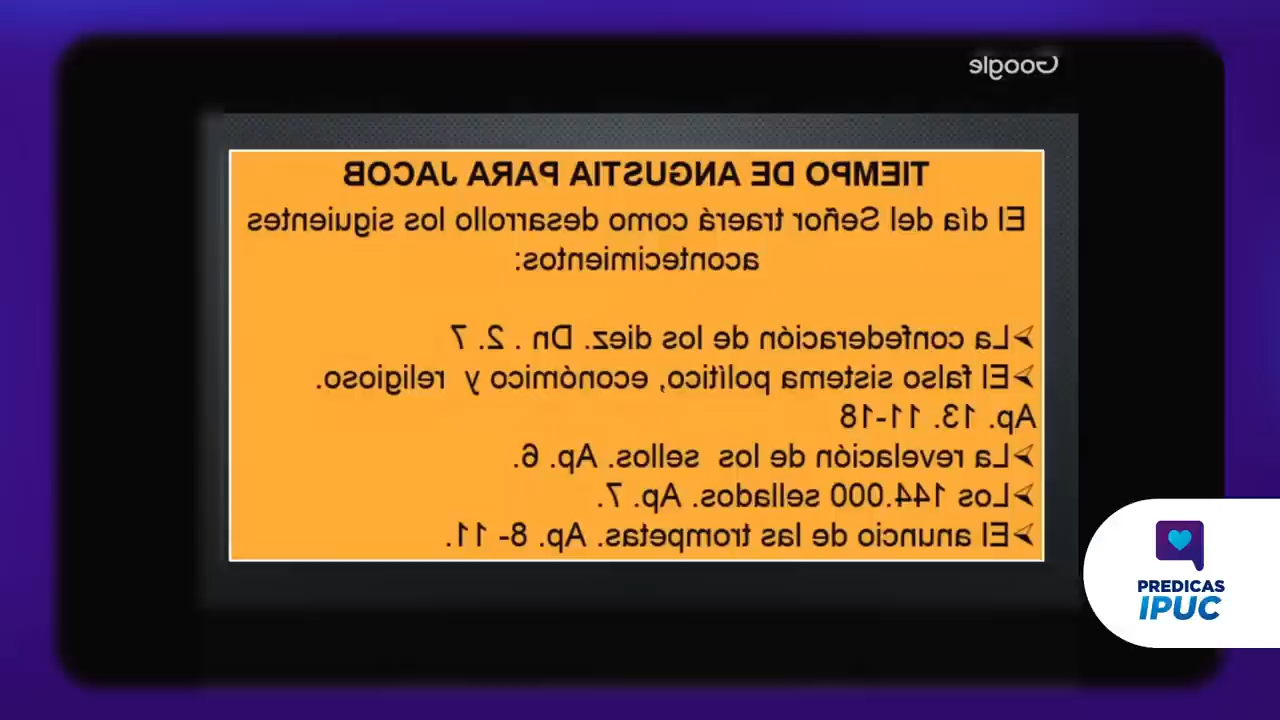 Google
TIEMPO DE ANGUSTIA PARA JACOB
El día del Señor traerá como desarrollo los siguientes
acontecimientos:
➢La confederación de los diez. Dn . 2. 7
➢El falso sistema político, económico y religioso.
Ap. 13. 11-18
➢La revelación de los sellos. Ap. 6.
➢Los 144.000 sellados. Ap. 7.
➢El anuncio de las trompetas. Ap. 8- 11.
PREDICAS
IPUC